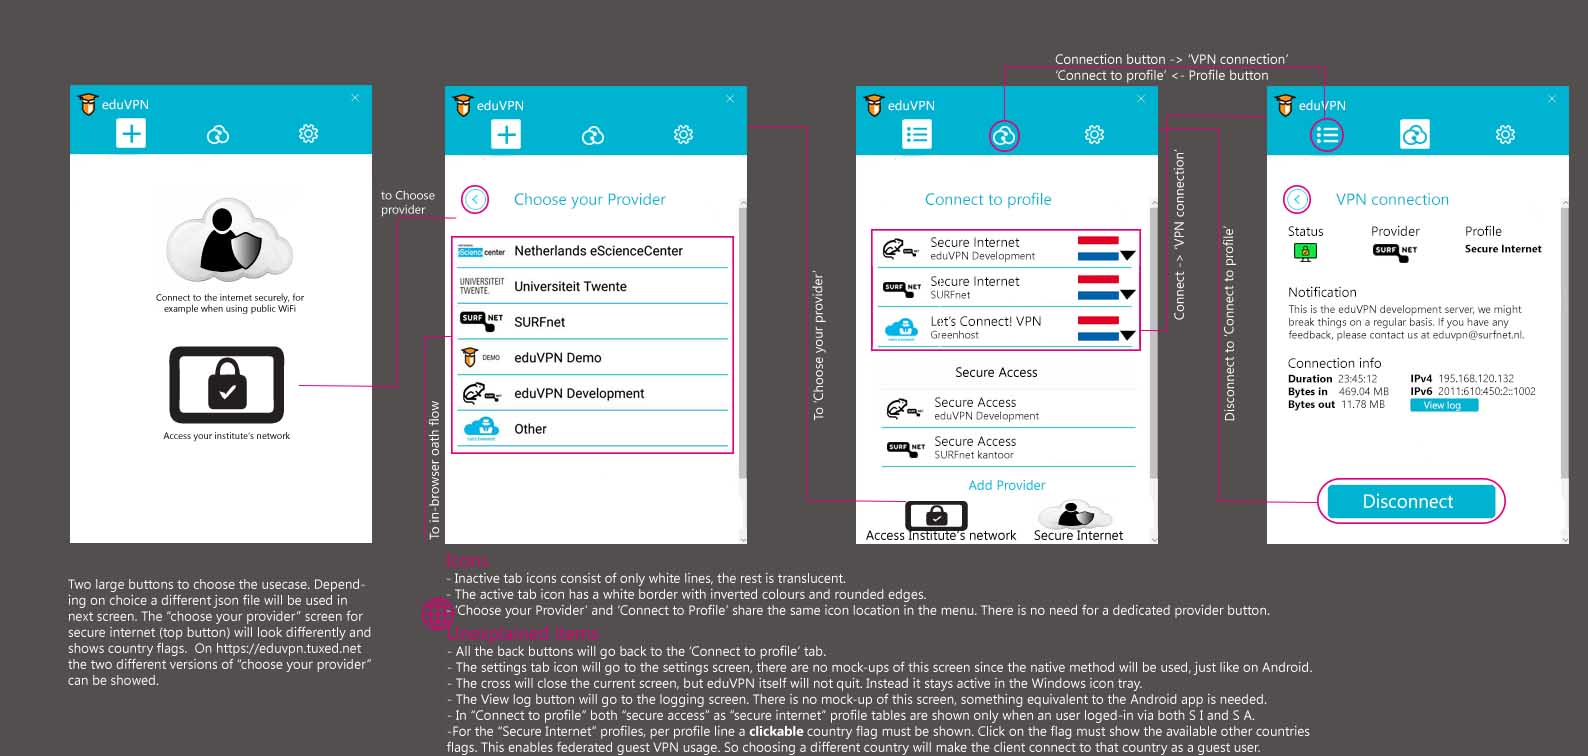 Connection button -> 'VPN connection'
'Connect to profile' <- Profile button
eduVPN
Connect to the internet securely, for
example when using public WiFi
Access your institute's network
to Choose
provider
eduVPN
Choose your Provider
eScience center
Netherlands eScienceCenter
UNIVERSITEIT
TWENTE.
Universiteit Twente
SURF NET
SURFnet
DEMO
eduVPN Demo
eduVPN Development
Other
To in-browser oath flow
To 'Choose your provider'
eduVPN
Connect to profile
Secure Internet
eduVPN Development
SURF NET
Secure Internet
SURFnet
Let's Connect! VPN
Greenhost
Secure Access
Secure Access
eduVPN Development
SURF NET
Secure Access
SURFnet kantoor
Add Provider
Access Institute's network
Secure Internet
Connect -> 'VPN connection'
Disconnect to 'Connect to profile'
eduVPN
VPN connection
Status Provider Profile
SURF NET
Secure Internet
Notification
This is the eduVPN development server, we might
break things on a regular basis. If you have any
feedback, please contact us at eduvpn@surfnet.nl.
Connection info
Duration 23:45:12 IPv4 195.168.120.132
Bytes in 469.04 MB IPv6 2011:610:450:2::1002
Bytes out 11.78 MB View log
Disconnect
Two large buttons to choose the usecase. Depend-
ing on choice a different json file will be used in
next screen. The "choose your provider" screen for
secure internet (top button) will look differently and
shows country flags. On https://eduvpn.tuxed.net
the two different versions of "choose your provider"
can be showed.
Icons
- Inactive tab icons consist of only white lines, the rest is translucent.
- The active tab icon has a white border with inverted colours and rounded edges.
- 'Choose your Provider' and 'Connect to Profile' share the same icon location in the menu. There is no need for a dedicated provider button.
Unexplained items
- All the back buttons will go back to the 'Connect to profile' tab.
- The settings tab icon will go to the settings screen, there are no mock-ups of this screen since the native method will be used, just like on Android.
- The cross will close the current screen, but eduVPN itself will not quit. Instead it stays active in the Windows icon tray.
- The View log button will go to the logging screen. There is no mock-up of this screen, something equivalent to the Android app is needed.
- In "Connect to profile" both "secure access" as "secure internet" profile tables are shown only when an user loged-in via both S I and S A.
-For the "Secure Internet" profiles, per profile line a clickable country flag must be shown. Click on the flag must show the available other countries
flags. This enables federated guest VPN usage. So choosing a different country will make the client connect to that country as a guest user.